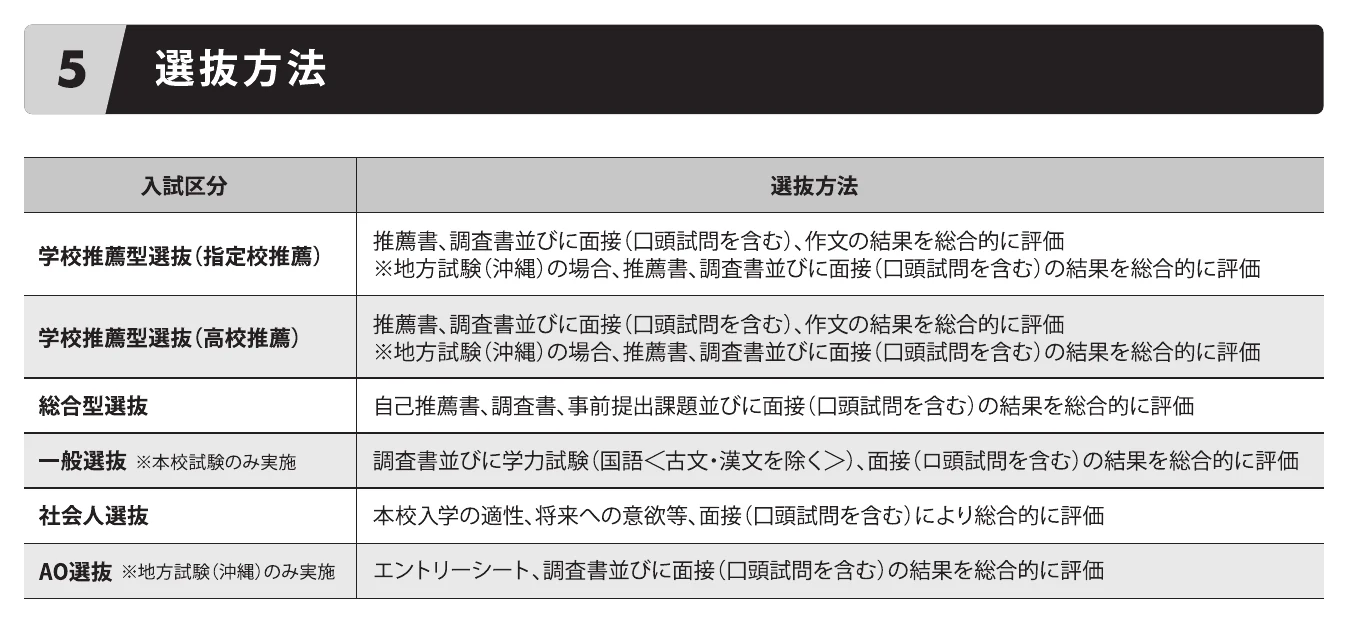 5 選抜方法
入試区分 選抜方法
学校推薦型選抜（指定校推薦） 推薦書、調査書並びに面接（口頭試問を含む）、作文の結果を総合的に評価
※地方試験（沖縄）の場合、推薦書、調査書並びに面接（口頭試問を含む）の結果を総合的に評価
学校推薦型選抜（高校推薦） 推薦書、調査書並びに面接（口頭試問を含む）、作文の結果を総合的に評価
※地方試験（沖縄）の場合、推薦書、調査書並びに面接（口頭試問を含む）の結果を総合的に評価
総合型選抜 自己推薦書、調査書、事前提出課題並びに面接（口頭試問を含む）の結果を総合的に評価
一般選抜 ※本校試験のみ実施 調査書並びに学力試験（国語＜古文・漢文を除く＞）、面接（口頭試問を含む）の結果を総合的に評価
社会人選抜 本校入学の適性、将来への意欲等、面接（口頭試問を含む）により総合的に評価
AO選抜 ※地方試験（沖縄）のみ実施 エントリーシート、調査書並びに面接（口頭試問を含む）の結果を総合的に評価